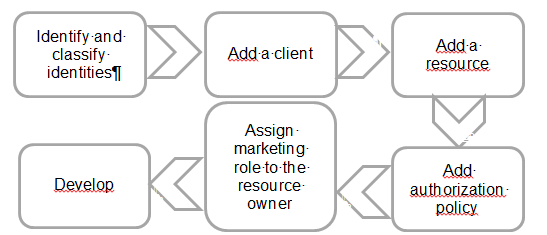 Identify and
classify
identities¶
Add a client
Add a
resource
Add
authorization
policy
Assign
marketing
role to the
resource
owner
Develop